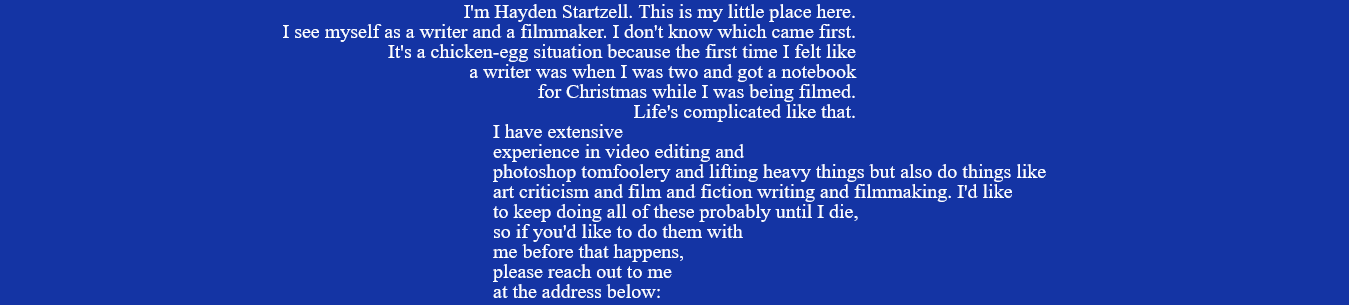 I'm Hayden Startzell. This is my little place here.
I see myself as a writer and a filmmaker. I don't know which came first.
It's a chicken-egg situation because the first time I felt like
a writer was when I was two and got a notebook
for Christmas while I was being filmed.
Life's complicated like that.
I have extensive
experience in video editing and
photoshop tomfoolery and lifting heavy things but also do things like
art criticism and film and fiction writing and filmmaking. I'd like
to keep doing all of these probably until I die,
so if you'd like to do them with
me before that happens,
please reach out to me
at the address below: